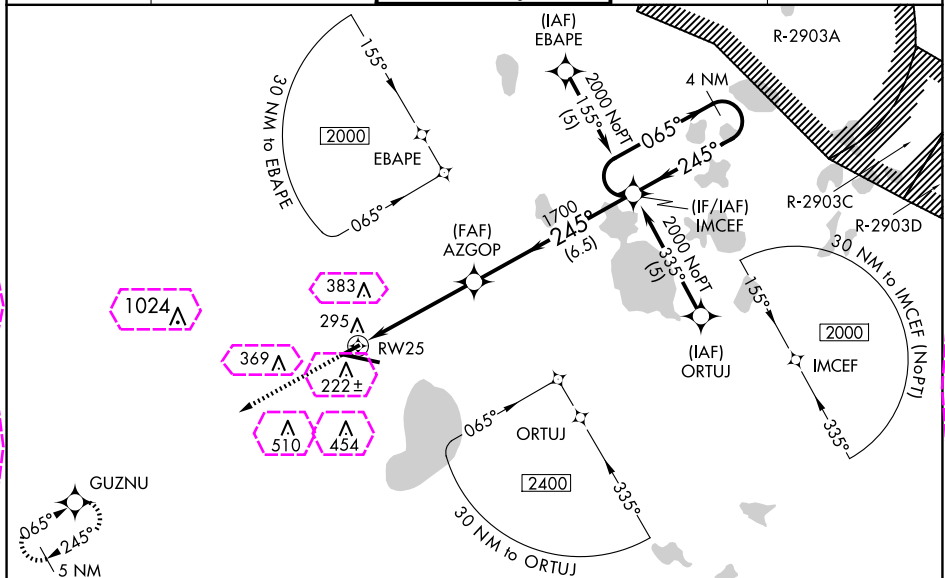 (IAF)
EBAPE
R-2903A
155°
30 NM to EBAPE
2000
EBAPE
065°
2000 NoPT
155°
(5)
4 NM
065°
245°
R-2903C
R-2903D
(IF/IAF)
IMCEF
1700
245°
(6.5)
(FAF)
AZGOP
2000 NoPT
335°
(5)
(IAF)
ORTUJ
30 NM to IMCEF (NoPT)
155°
2000
IMCEF
335°
1024
383
295
RW25
369
222±
510
454
065°
ORTUJ
2400
335°
30 NM to ORTUJ
GUZNU
065°
245°
5 NM